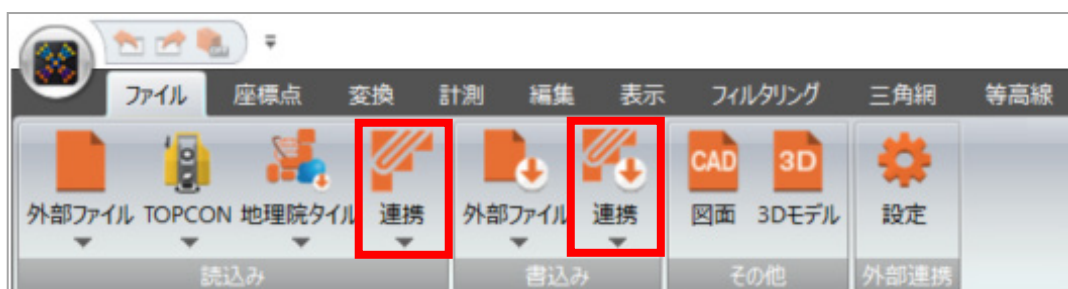 ファイル 座標点 変換 計測 編集 表示 フィルタリング 三角網 等高線
CAD 3D
外部ファイル TOPCON 地理院タイル 連携 外部ファイル 連携 図面 3Dモデル 設定
読込み 書込み その他 外部連携